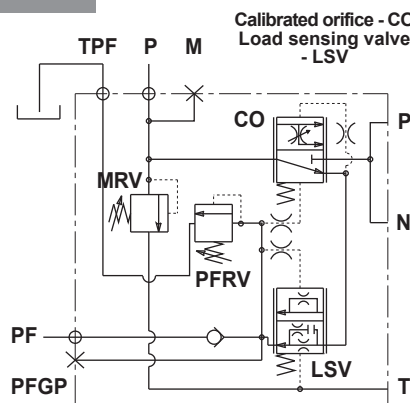 Calibrated orifice - CO
Load sensing valve
- LSV
TPF P M
CO
P
MRV
N
PFRV
PF
LSV
PFGP
T